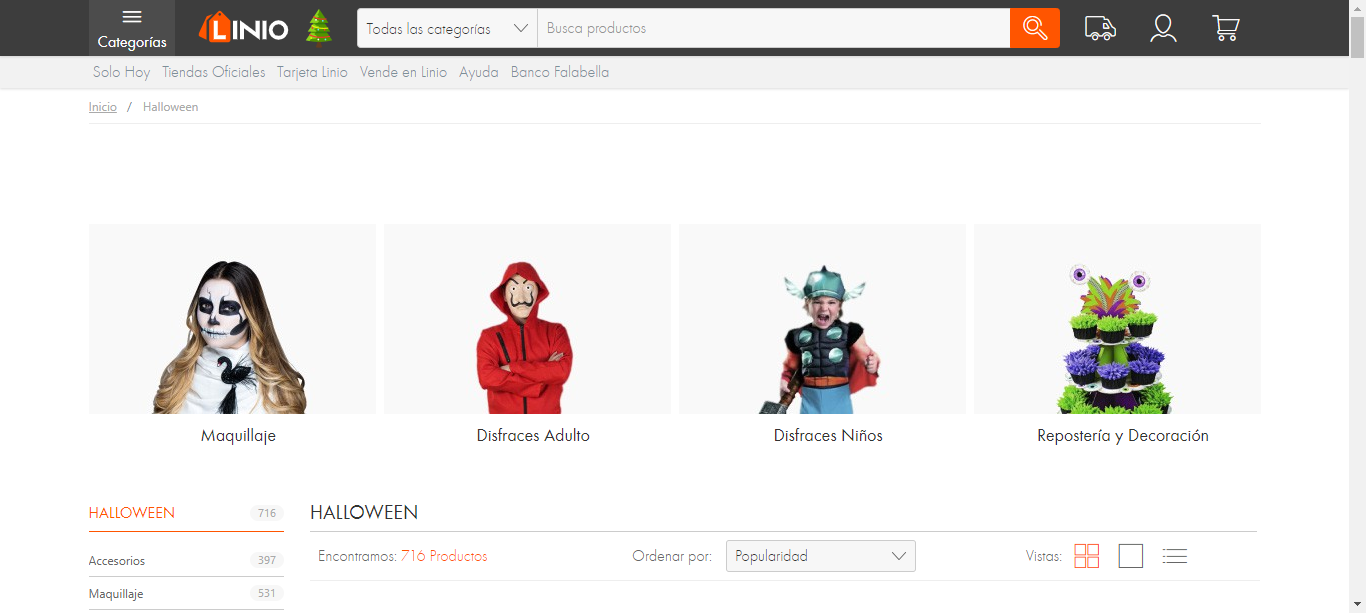 Categorías
LINIO
Todas las categorías
Busca productos
Solo Hoy Tiendas Oficiales Tarjeta Linio Vende en Linio Ayuda Banco Falabella
Inicio / Halloween
Maquillaje
Disfraces Adulto
Disfraces Niños
Repostería y Decoración
HALLOWEEN 716
Accesorios 397
Maquillaje 531
HALLOWEEN
Encontramos: 716 Productos
Ordenar por: Popularidad
Vistas: